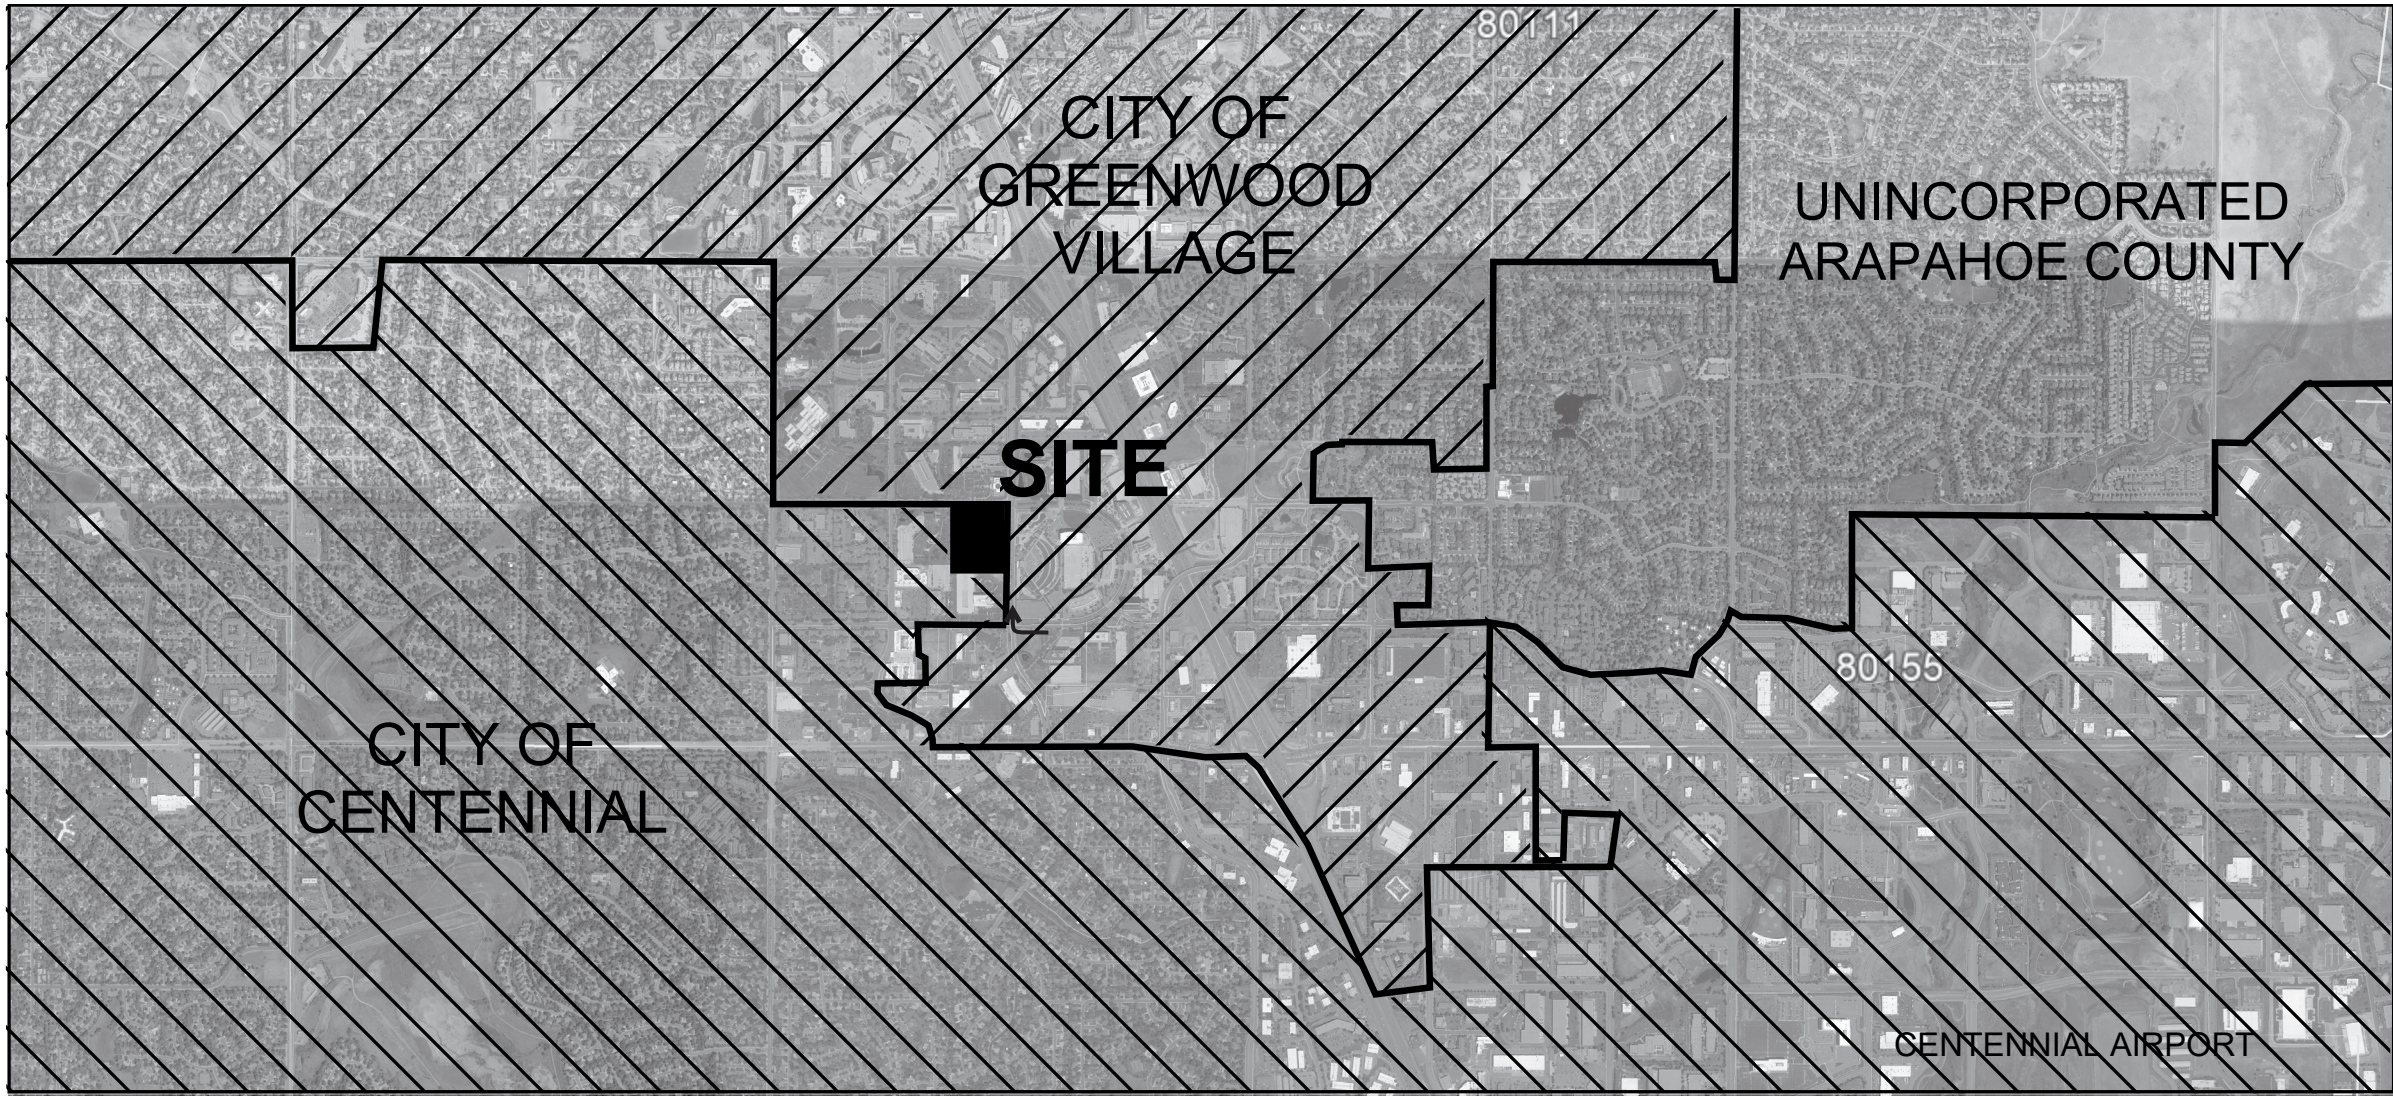 80111
CITY OF
GREENWOOD
VILLAGE
UNINCORPORATED
ARAPAHOE COUNTY
SITE
80155
CITY OF
CENTENNIAL
CENTENNIAL AIRPORT